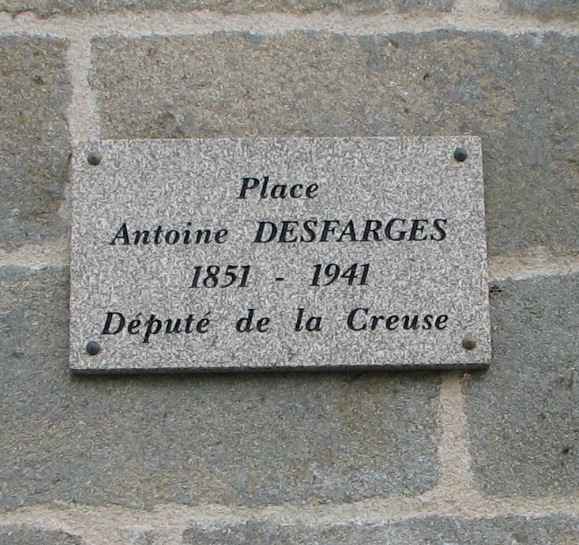 Place
Antoine DESFARGES
1851 - 1941
Député de la Creuse